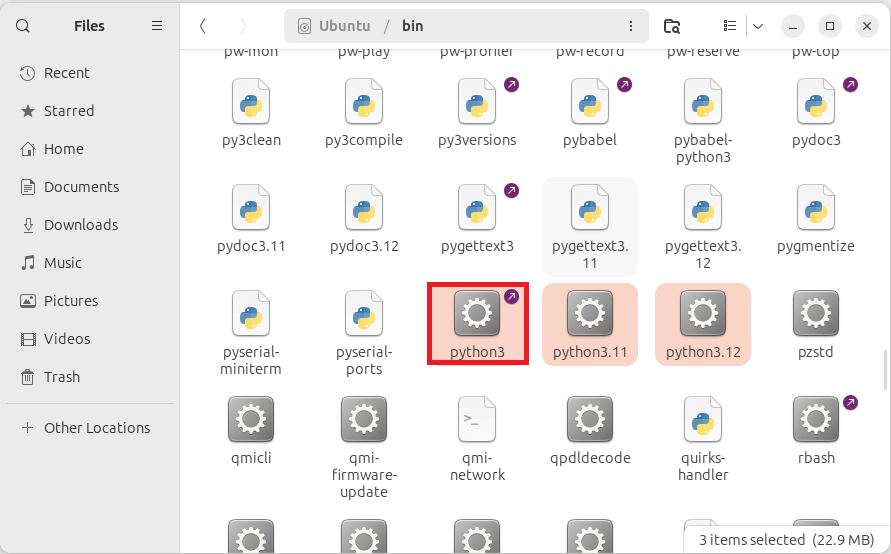 Files
Ubuntu / bin
Recent
Starred
Home
Documents
Downloads
Music
Pictures
Videos
Trash
Other Locations
pw-mon pw-play pw-profiler pw-record pw-reserve pw-top
py3clean py3compile py3versions pybabel pybabel- pydoc3
python3
pydoc3.11 pydoc3.12 pygettext3 pygettext3. pygettext3. pygmentize
11 12
pyserial- pyserial- python3 python3.11 python3.12 pzstd
miniterm ports
>_
qmicli qmi- qmi- qpdldecode quirks- rbash
firmware- network handler
update
3 items selected (22.9 MB)